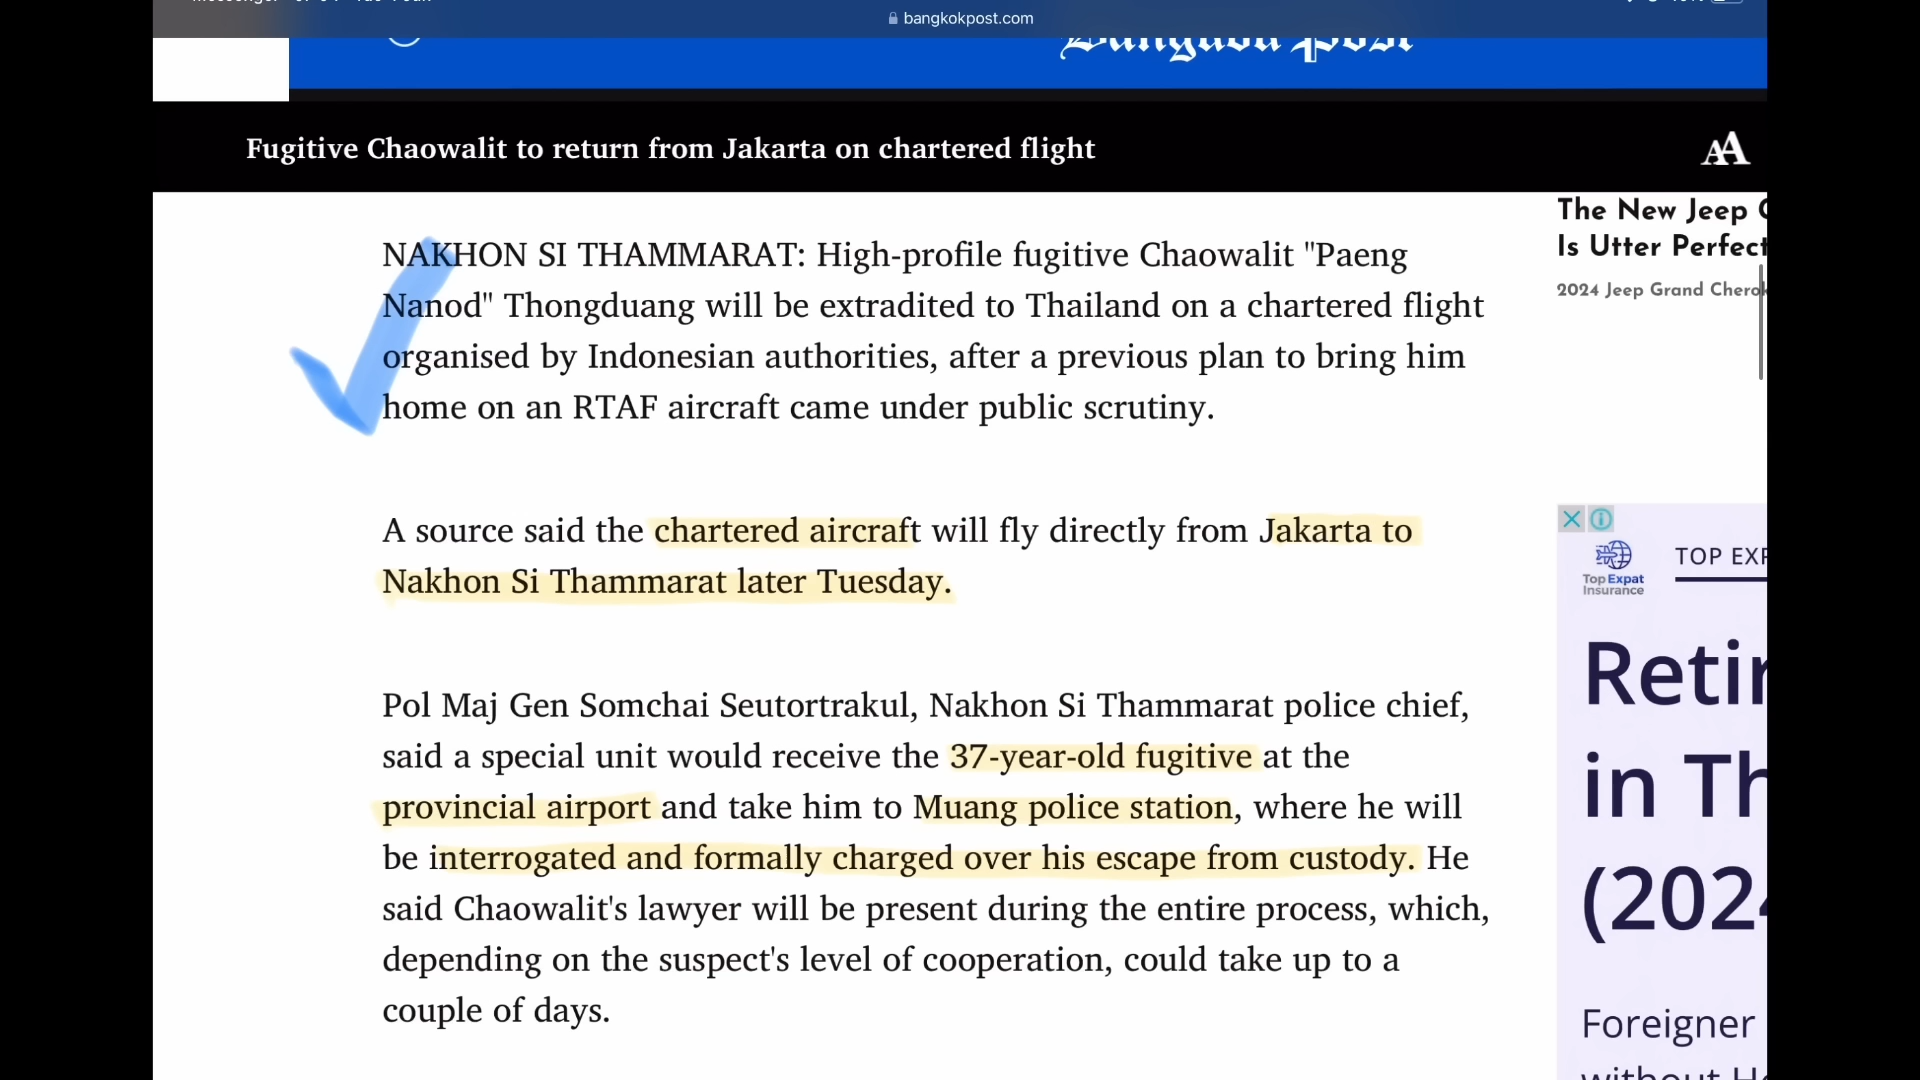 bangkokpost.com
Bangkok Post
Fugitive Chaowalit to return from Jakarta on chartered flight
AA
NAKHON SI THAMMARAT: High-profile fugitive Chaowalit "Paeng
Nanod" Thongduang will be extradited to Thailand on a chartered flight
organised by Indonesian authorities, after a previous plan to bring him
home on an RTAF aircraft came under public scrutiny.
A source said the chartered aircraft will fly directly from Jakarta to
Nakhon Si Thammarat later Tuesday.
Pol Maj Gen Somchai Seutortrakul, Nakhon Si Thammarat police chief,
said a special unit would receive the 37-year-old fugitive at the
provincial airport and take him to Muang police station, where he will
be interrogated and formally charged over his escape from custody. He
said Chaowalit's lawyer will be present during the entire process, which,
depending on the suspect's level of cooperation, could take up to a
couple of days.
The New Jeep
Is Utter Perfect
2024 Jeep Grand Cherok
Top Expat
Insurance
TOP EXP
Retir
in Th
(2024
Foreigner
without